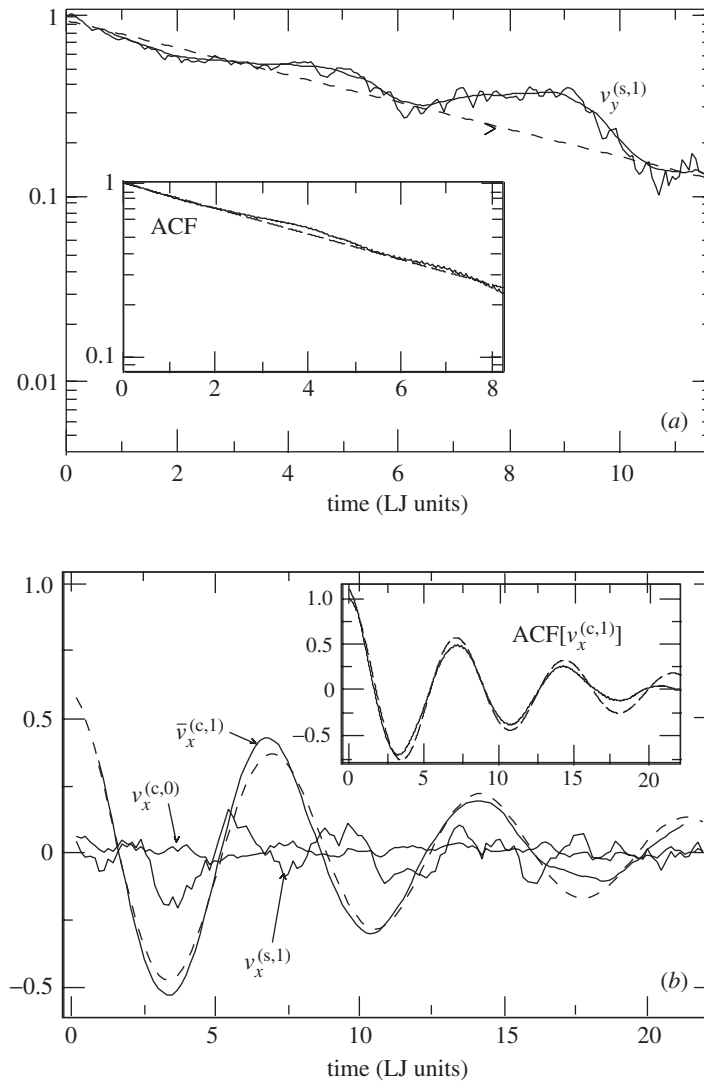 1
v_y^(s,1)
0.1
1
ACF
0.1
0 2 4 6 8
0.01
(a)
0 2 4 6 8 10
time (LJ units)
1.0
0.5
0
−0.5
v̄_x^(c,1)
v_x^(c,0)
v_x^(s,1)
1.0
0.5
0
−0.5
ACF[v_x^(c,1)]
0 5 10 15 20
(b)
0 5 10 15 20
time (LJ units)